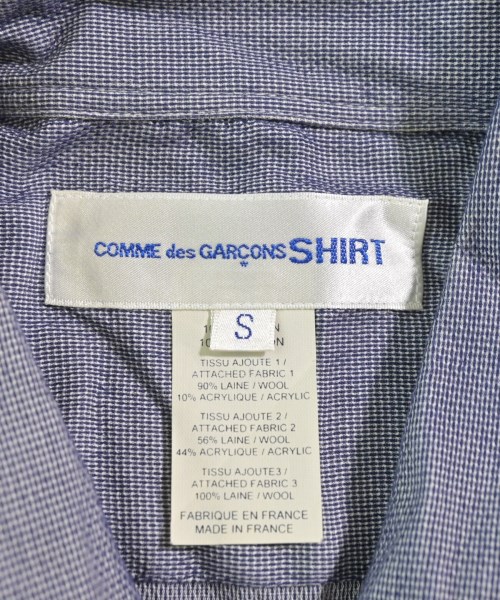 COMME des GARÇONS SHIRT
*
S
TISSU AJOUTE 1 /
ATTACHED FABRIC 1
90% LAINE / WOOL
10% ACRYLIQUE / ACRYLIC
TISSU AJOUTE 2 /
ATTACHED FABRIC 2
56% LAINE / WOOL
44% ACRYLIQUE / ACRYLIC
TISSU AJOUTE3 /
ATTACHED FABRIC 3
100% LAINE / WOOL
FABRIQUE EN FRANCE
MADE IN FRANCE